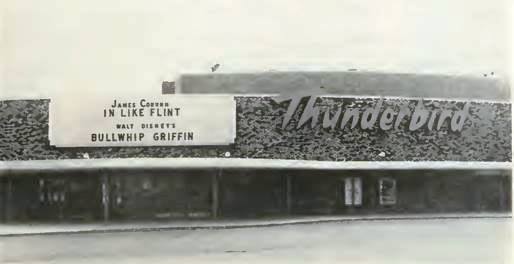 JAMES COBURN
IN LIKE FLINT
WALT DISNEY'S
BULLWHIP GRIFFIN
Thunderbird